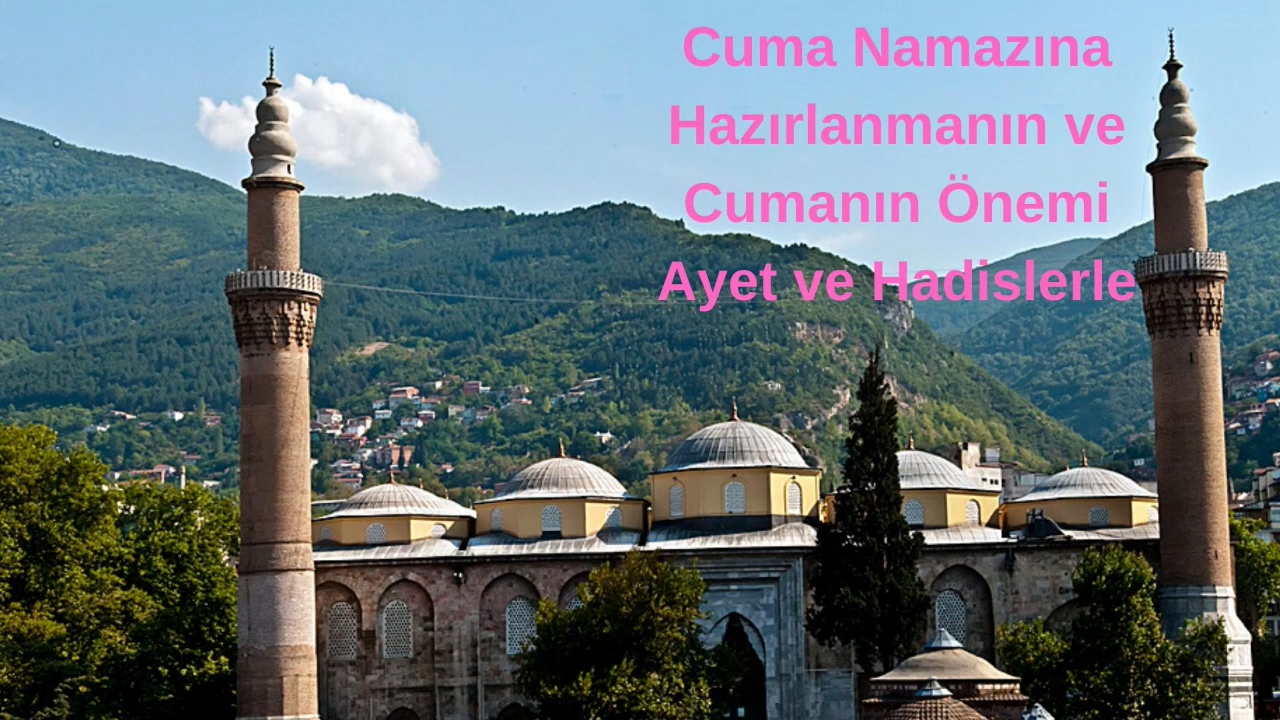 Cuma Namazına
Hazırlanmanın ve
Cumanın Önemi
Ayet ve Hadislerle